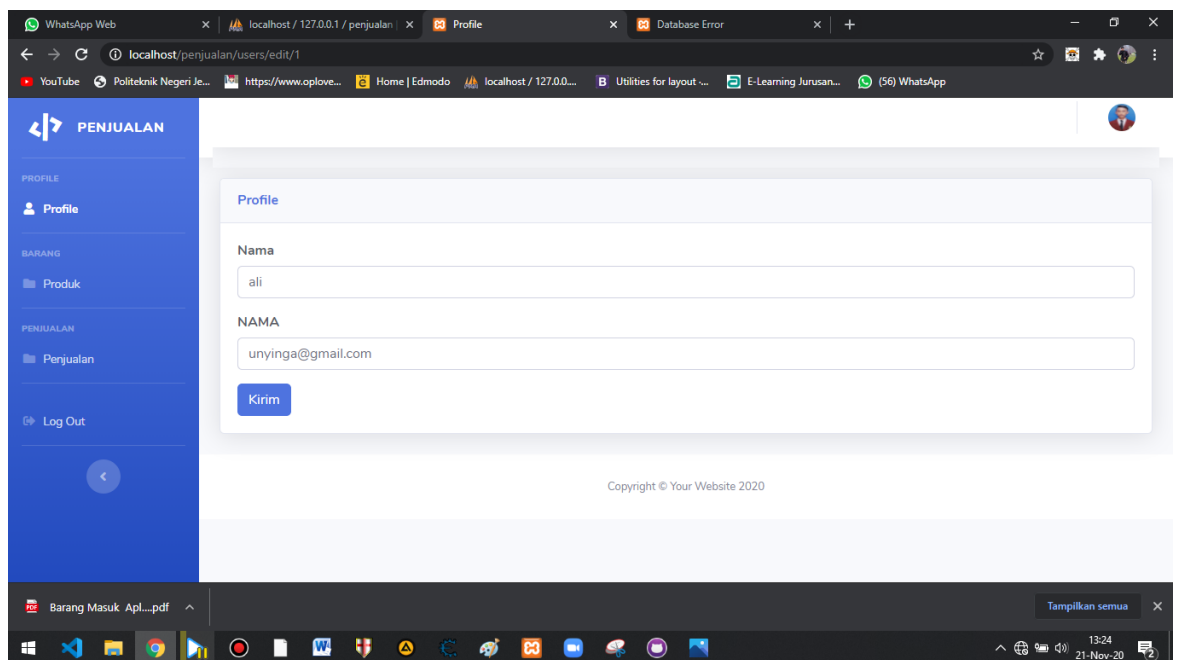 WhatsApp Web
localhost / 127.0.0.1 / penjualan |
Profile
Database Error
localhost/penjualan/users/edit/1
YouTube
Politeknik Negeri Je...
https://www.oplove...
Home | Edmodo
localhost / 127.0.0....
Utilities for layout ·...
E-Learning Jurusan...
(56) WhatsApp
PENJUALAN
PROFILE
Profile
BARANG
Produk
PENJUALAN
Penjualan
Log Out
Profile
Nama
ali
NAMA
unyinga@gmail.com
Kirim
Copyright © Your Website 2020
Barang Masuk Apl....pdf
Tampilkan semua
13:24
21-Nov-20
2